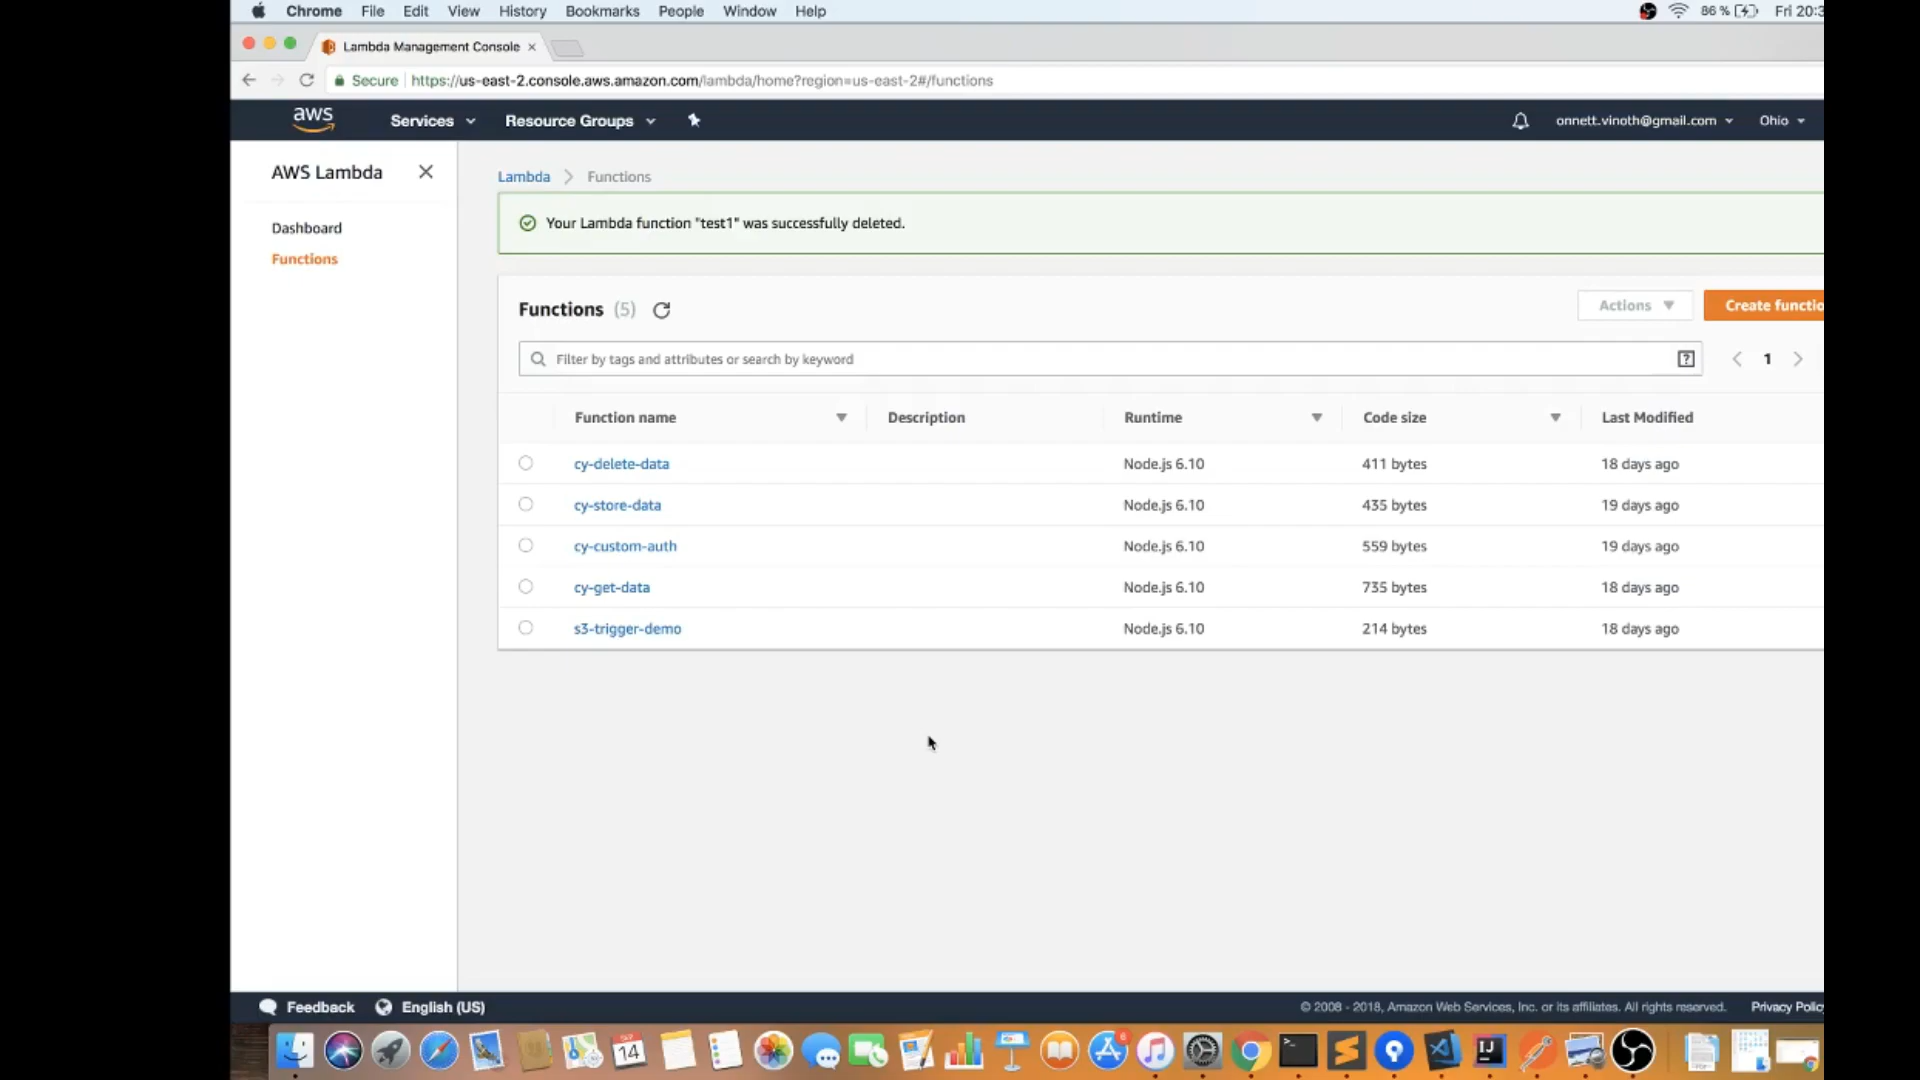 Chrome File Edit View History Bookmarks People Window Help 86 % Fri 20:3
Lambda Management Console
Secure https://us-east-2.console.aws.amazon.com/lambda/home?region=us-east-2#/functions
aws Services Resource Groups onnett.vinoth@gmail.com Ohio
AWS Lambda
Dashboard
Functions
Lambda > Functions
Your Lambda function "test1" was successfully deleted.
Functions (5) Actions Create functio
Filter by tags and attributes or search by keyword ? < 1 >
Function name Description Runtime Code size Last Modified
cy-delete-data Node.js 6.10 411 bytes 18 days ago
cy-store-data Node.js 6.10 435 bytes 19 days ago
cy-custom-auth Node.js 6.10 559 bytes 19 days ago
cy-get-data Node.js 6.10 735 bytes 18 days ago
s3-trigger-demo Node.js 6.10 214 bytes 18 days ago
Feedback English (US) © 2008 - 2018, Amazon Web Services, Inc. or its affiliates. All rights reserved. Privacy Polic
14